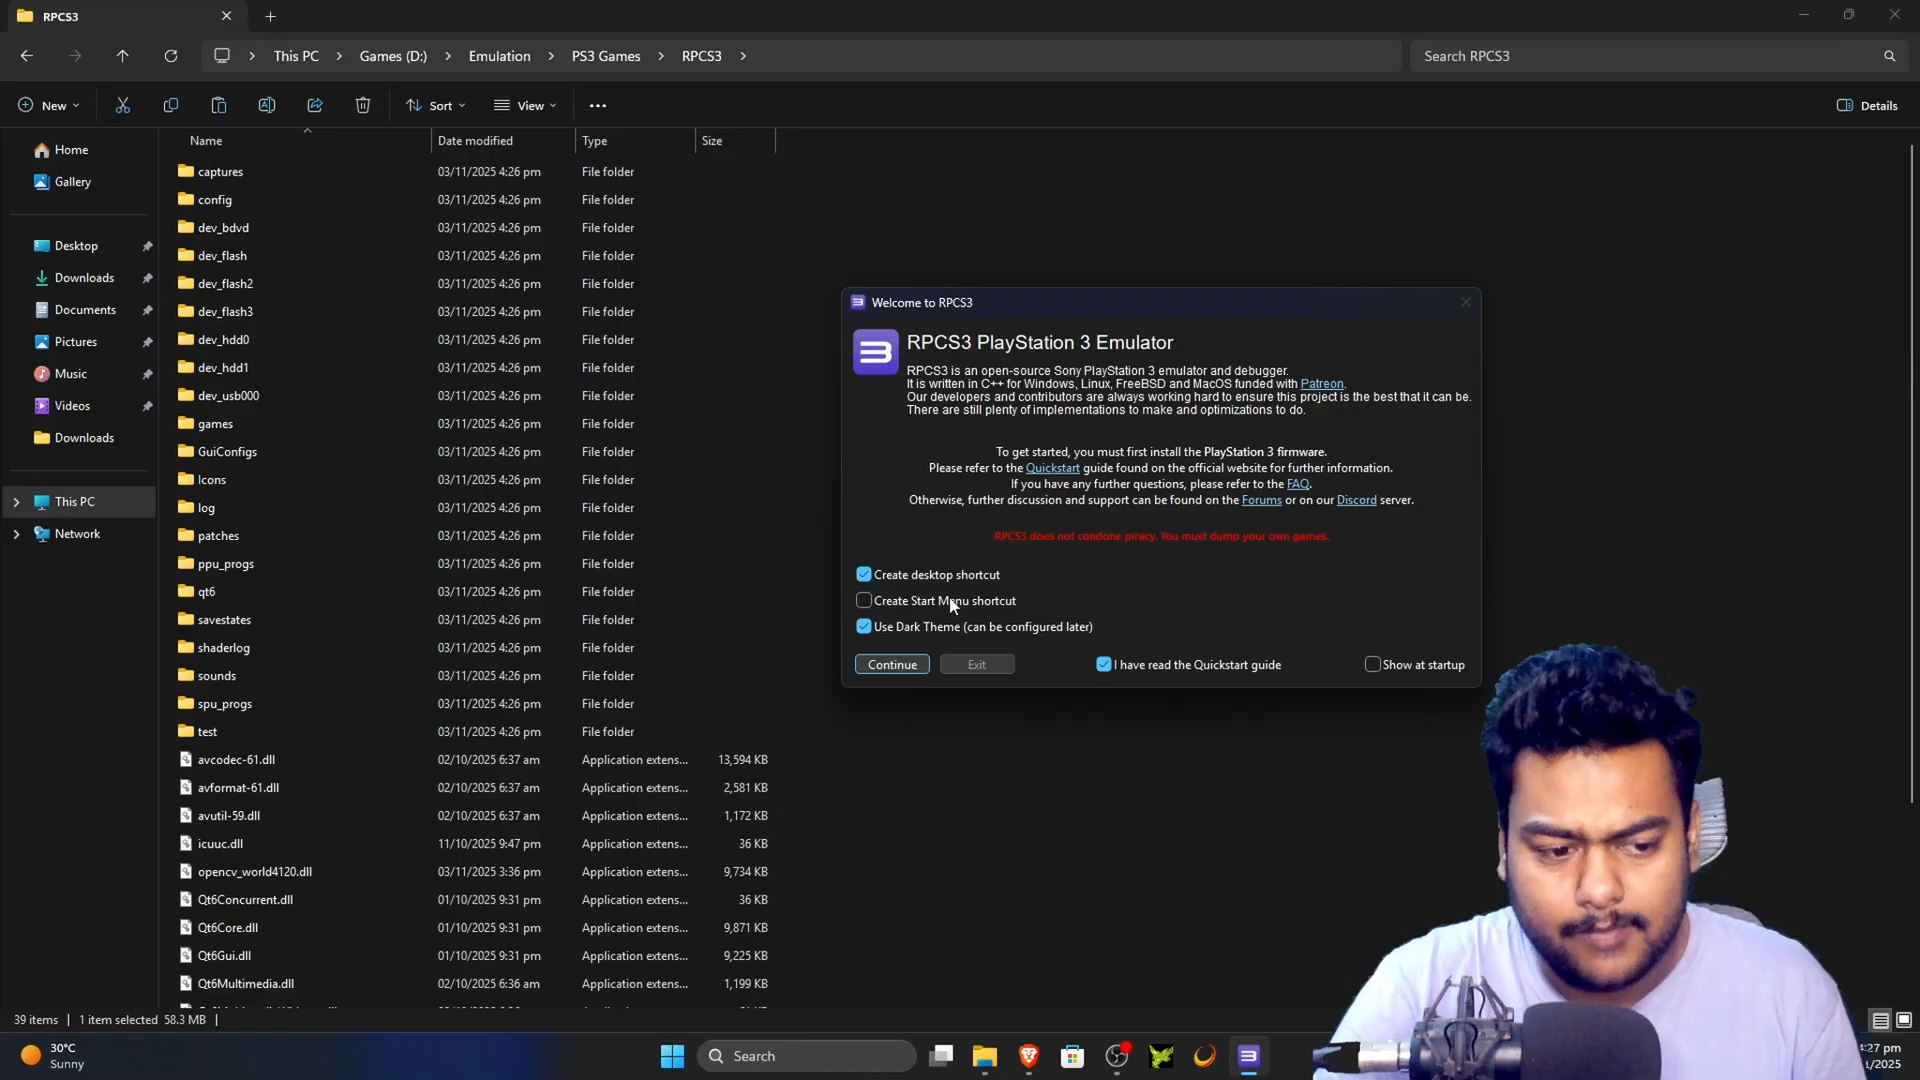 RPCS3
This PC
Games (D:)
Emulation
PS3 Games
RPCS3
Search RPCS3
New
Sort
View
Details
Name
Date modified
Type
Size
Home
Gallery
Desktop
Downloads
Documents
Pictures
Music
Videos
Downloads
This PC
Network
captures 03/11/2025 4:26 pm File folder
config 03/11/2025 4:26 pm File folder
dev_bdvd 03/11/2025 4:26 pm File folder
dev_flash 03/11/2025 4:26 pm File folder
dev_flash2 03/11/2025 4:26 pm File folder
dev_flash3 03/11/2025 4:26 pm File folder
dev_hdd0 03/11/2025 4:26 pm File folder
dev_hdd1 03/11/2025 4:26 pm File folder
dev_usb000 03/11/2025 4:26 pm File folder
games 03/11/2025 4:26 pm File folder
GuiConfigs 03/11/2025 4:26 pm File folder
Icons 03/11/2025 4:26 pm File folder
log 03/11/2025 4:26 pm File folder
patches 03/11/2025 4:26 pm File folder
ppu_progs 03/11/2025 4:26 pm File folder
qt6 03/11/2025 4:26 pm File folder
savestates 03/11/2025 4:26 pm File folder
shaderlog 03/11/2025 4:26 pm File folder
sounds 03/11/2025 4:26 pm File folder
spu_progs 03/11/2025 4:26 pm File folder
test 03/11/2025 4:26 pm File folder
avcodec-61.dll 02/10/2025 6:37 am Application extens... 13,594 KB
avformat-61.dll 02/10/2025 6:37 am Application extens... 2,581 KB
avutil-59.dll 02/10/2025 6:37 am Application extens... 1,172 KB
icuuc.dll 11/10/2025 9:47 pm Application extens... 36 KB
opencv_world4120.dll 03/11/2025 3:36 pm Application extens... 9,734 KB
Qt6Concurrent.dll 01/10/2025 9:31 pm Application extens... 36 KB
Qt6Core.dll 01/10/2025 9:31 pm Application extens... 9,871 KB
Qt6Gui.dll 01/10/2025 9:31 pm Application extens... 9,225 KB
Qt6Multimedia.dll 02/10/2025 6:36 am Application extens... 1,199 KB
Welcome to RPCS3
RPCS3 PlayStation 3 Emulator
RPCS3 is an open-source Sony PlayStation 3 emulator and debugger.
It is written in C++ for Windows, Linux, FreeBSD and MacOS funded with Patreon.
Our developers and contributors are always working hard to ensure this project is the best that it can be.
There are still plenty of implementations to make and optimizations to do.
To get started, you must first install the PlayStation 3 firmware.
Please refer to the Quickstart guide found on the official website for further information.
If you have any further questions, please refer to the FAQ.
Otherwise, further discussion and support can be found on the Forums or on our Discord server.
RPCS3 does not condone piracy. You must dump your own games.
Create desktop shortcut
Create Start Menu shortcut
Use Dark Theme (can be configured later)
Continue
Exit
I have read the Quickstart guide
Show at startup
39 items
1 item selected 58.3 MB
30°C
Sunny
Search
4:27 pm
1/2025